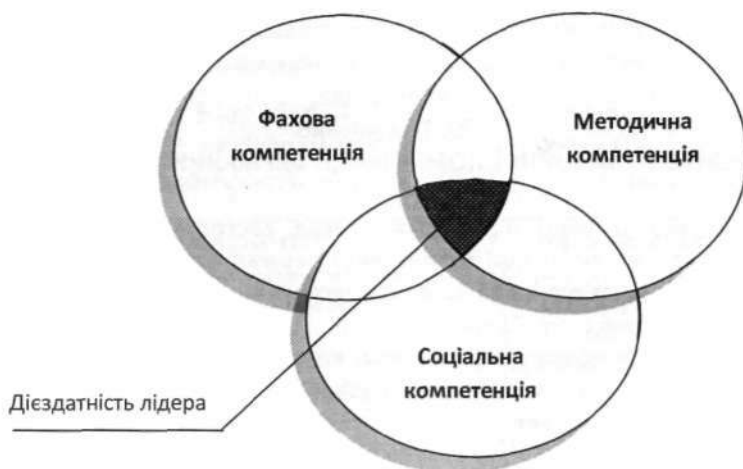 Фахова
компетенція
Методична
компетенція
Соціальна
компетенція
Дієздатність лідера